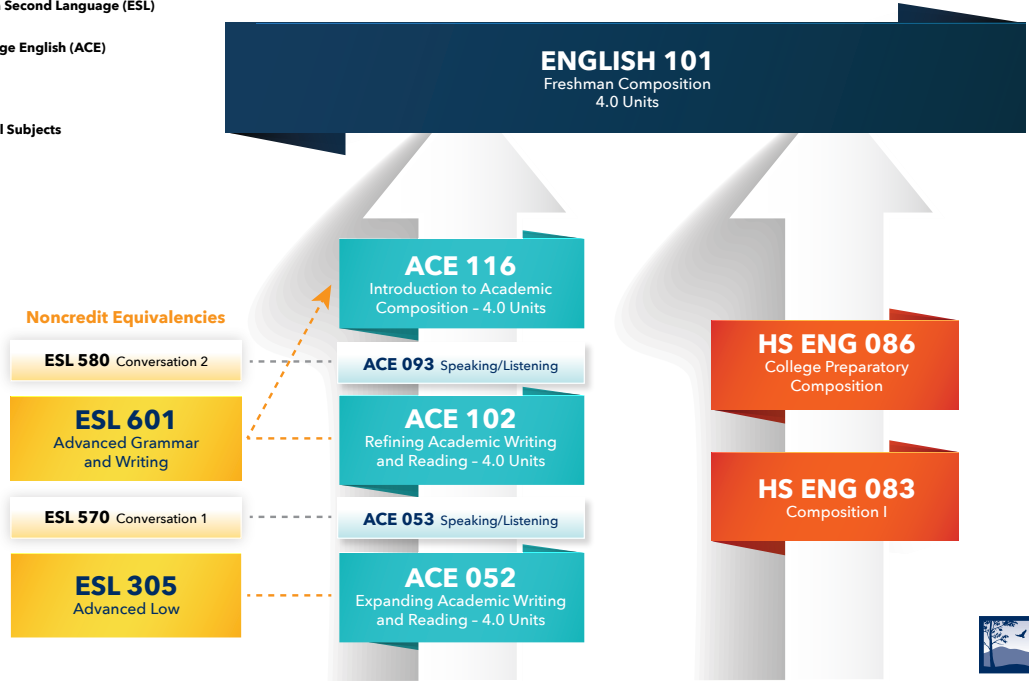 Second Language (ESL)
English (ACE)
Subjects
ENGLISH 101
Freshman Composition
4.0 Units
ACE 116
Introduction to Academic
Composition – 4.0 Units
Noncredit Equivalencies
ESL 580 Conversation 2
ACE 093 Speaking/Listening
ESL 601
Advanced Grammar
and Writing
ACE 102
Refining Academic Writing
and Reading – 4.0 Units
ESL 570 Conversation 1
ACE 053 Speaking/Listening
ESL 305
Advanced Low
ACE 052
Expanding Academic Writing
and Reading – 4.0 Units
HS ENG 086
College Preparatory
Composition
HS ENG 083
Composition I